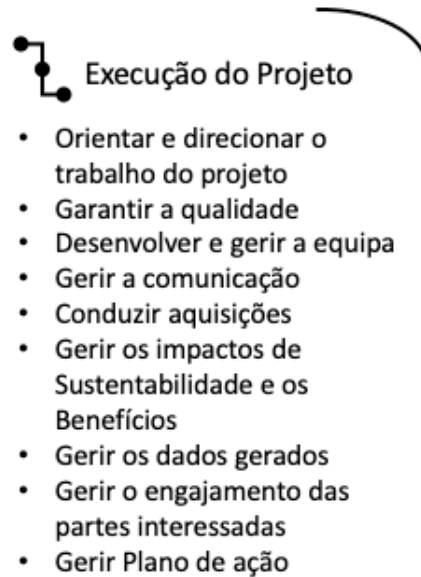 Execução do Projeto
• Orientar e direcionar o
trabalho do projeto
• Garantir a qualidade
• Desenvolver e gerir a equipa
• Gerir a comunicação
• Conduzir aquisições
• Gerir os impactos de
Sustentabilidade e os
Benefícios
• Gerir os dados gerados
• Gerir o engajamento das
partes interessadas
• Gerir Plano de ação